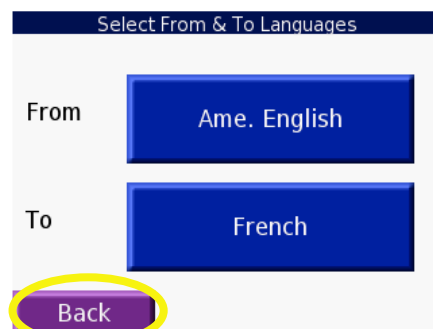 Select From & To Languages
From
Ame. English
To
French
Back